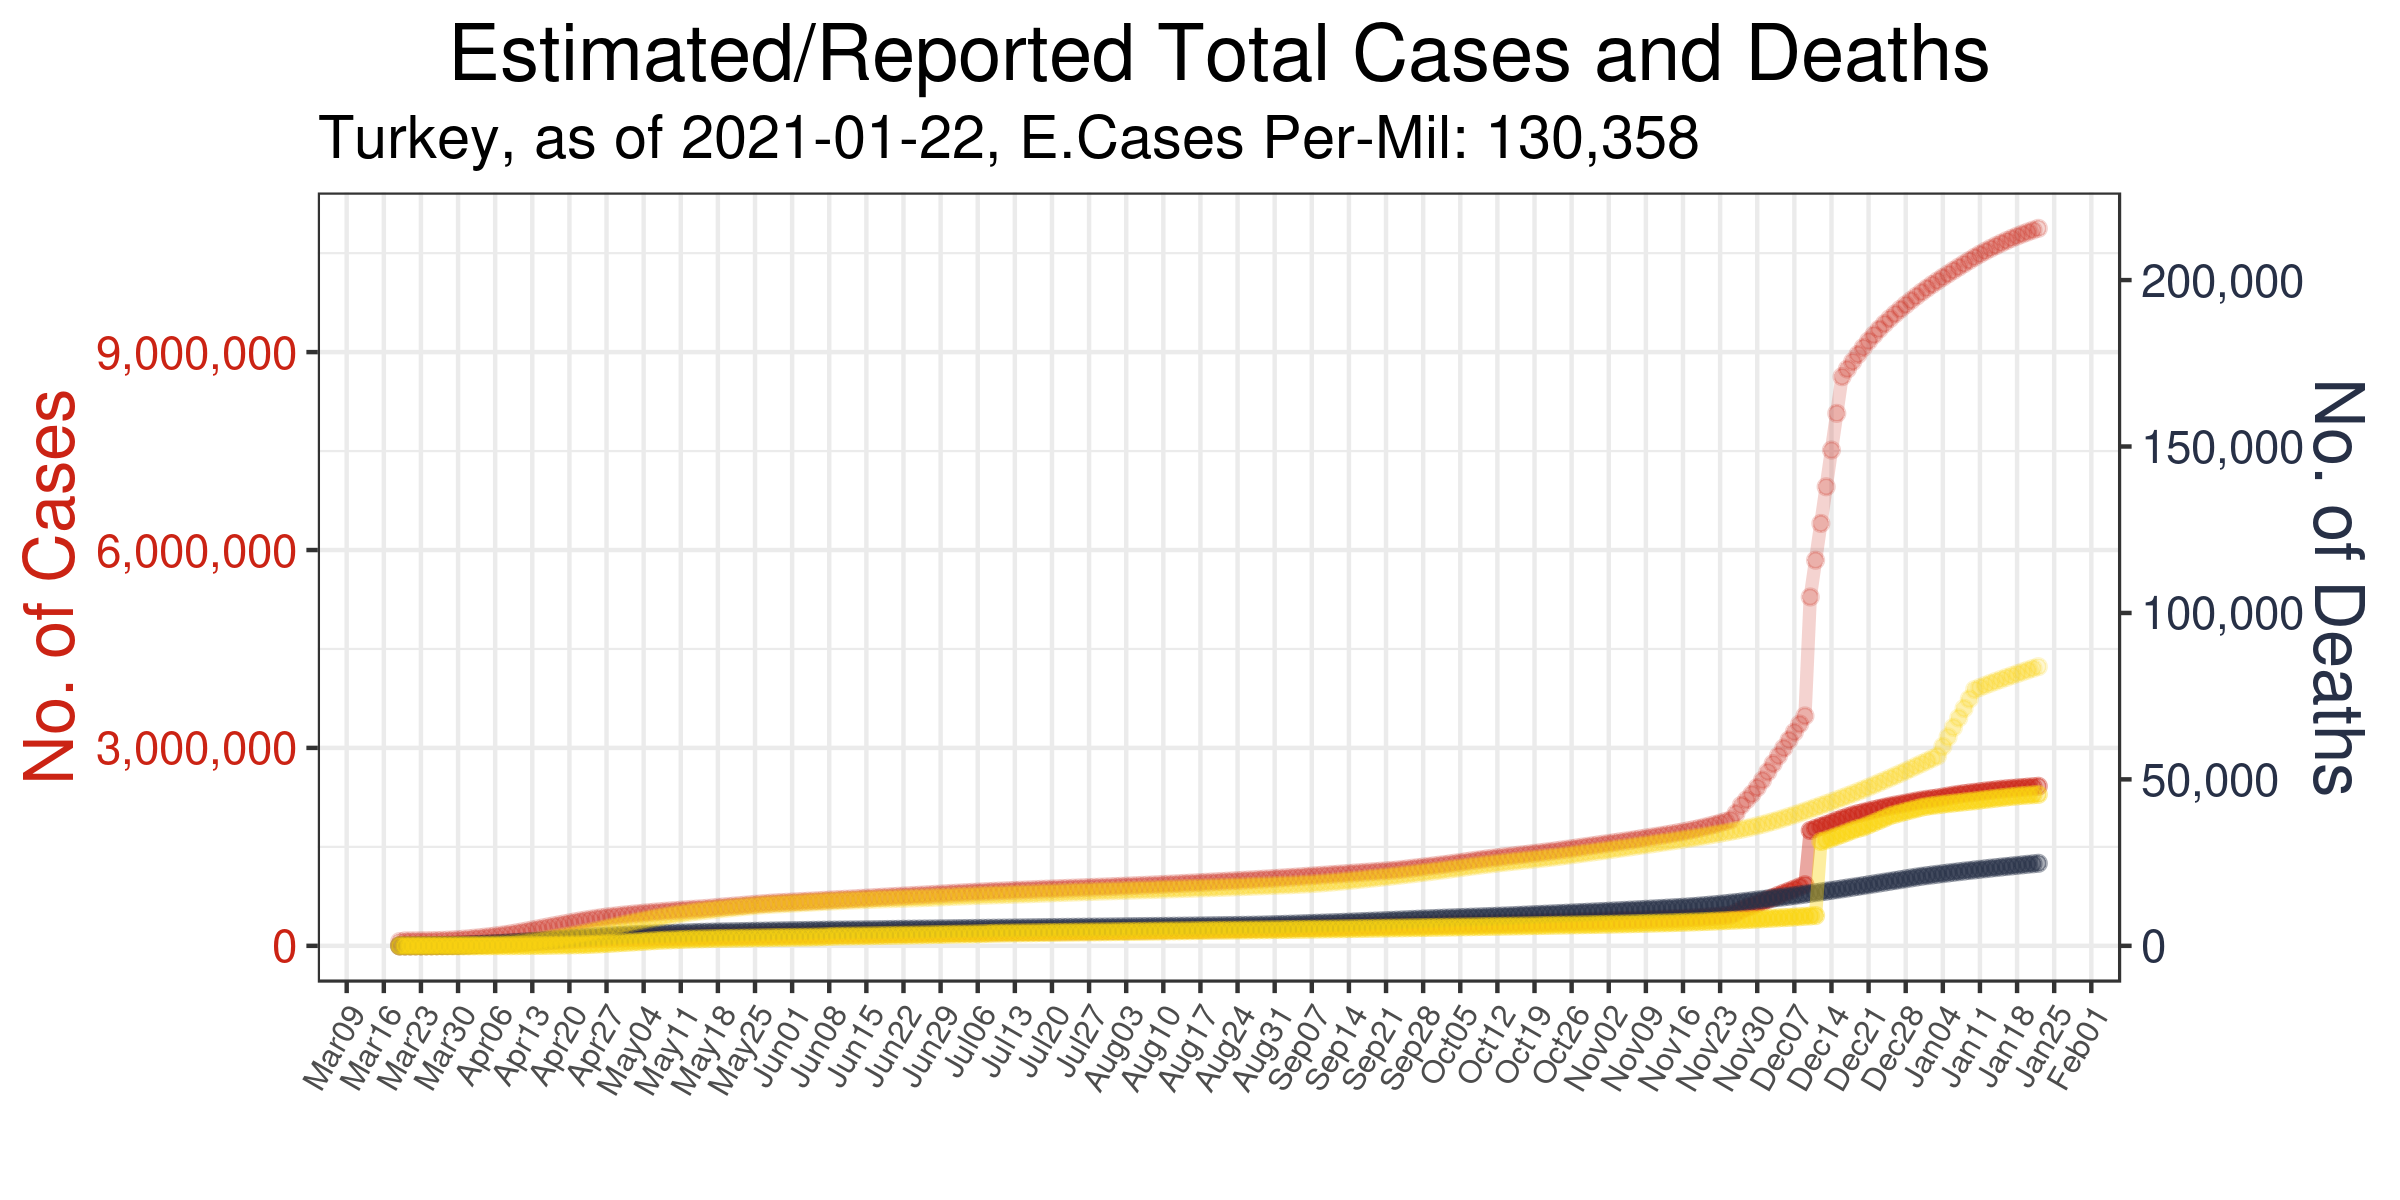 Estimated/Reported Total Cases and Deaths
Turkey, as of 2021-01-22, E.Cases Per-Mil: 130,358
No. of Cases
9,000,000
6,000,000
3,000,000
0
200,000
150,000
100,000
50,000
0
No. of Deaths
Mar09
Mar16
Mar23
Mar30
Apr06
Apr13
Apr20
Apr27
May04
May11
May18
May25
Jun01
Jun08
Jun15
Jun22
Jun29
Jul06
Jul13
Jul20
Jul27
Aug03
Aug10
Aug17
Aug24
Aug31
Sep07
Sep14
Sep21
Sep28
Oct05
Oct12
Oct19
Oct26
Nov02
Nov09
Nov16
Nov23
Nov30
Dec07
Dec14
Dec21
Dec28
Jan04
Jan11
Jan18
Jan25
Feb01